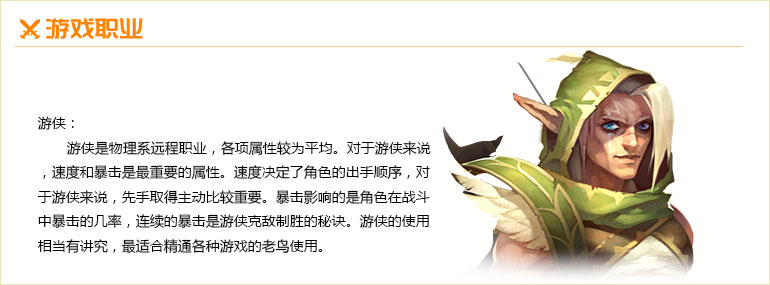 游戏职业
游侠：
游侠是物理系远程职业，各项属性较为平均。对于游侠来说
，速度和暴击是最重要的属性。速度决定了角色的出手顺序，对
于游侠来说，先手取得主动比较重要。暴击影响的是角色在战斗
中暴击的几率，连续的暴击是游侠克敌制胜的秘诀。游侠的使用
相当有讲究，最适合精通各种游戏的老鸟使用。